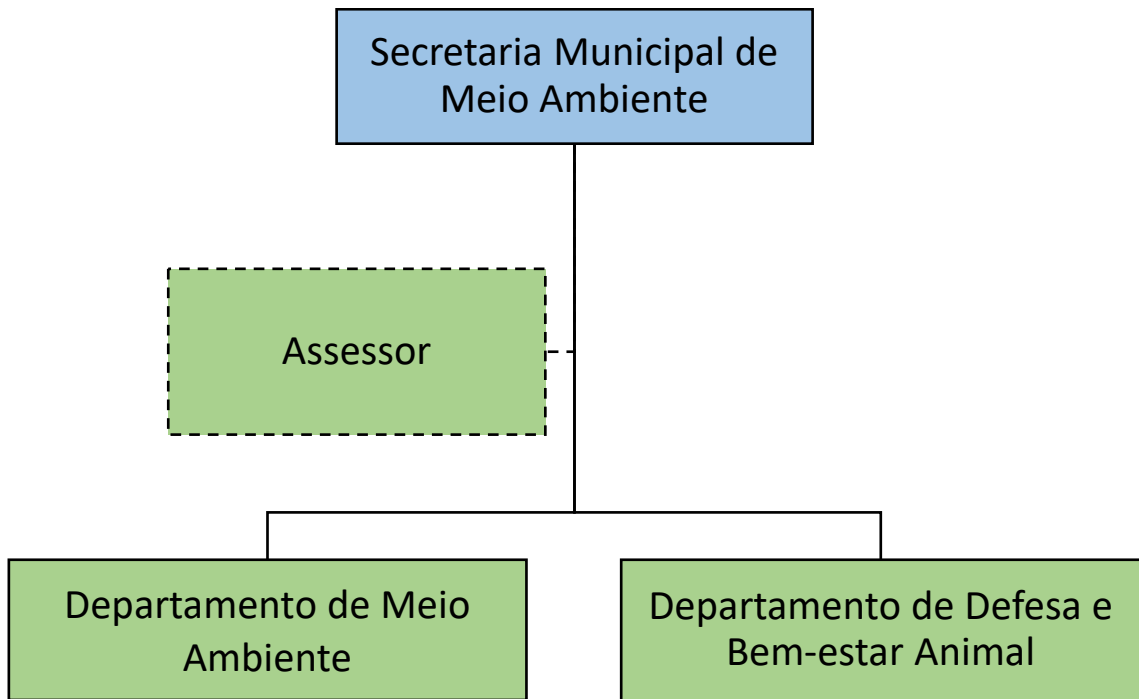 Secretaria Municipal de
Meio Ambiente
Assessor
Departamento de Meio
Ambiente
Departamento de Defesa e
Bem-estar Animal